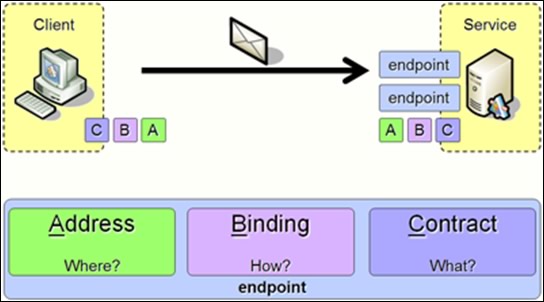 Client
Service
endpoint
endpoint
C B A
A B C
Address
Where?
Binding
How?
Contract
What?
endpoint